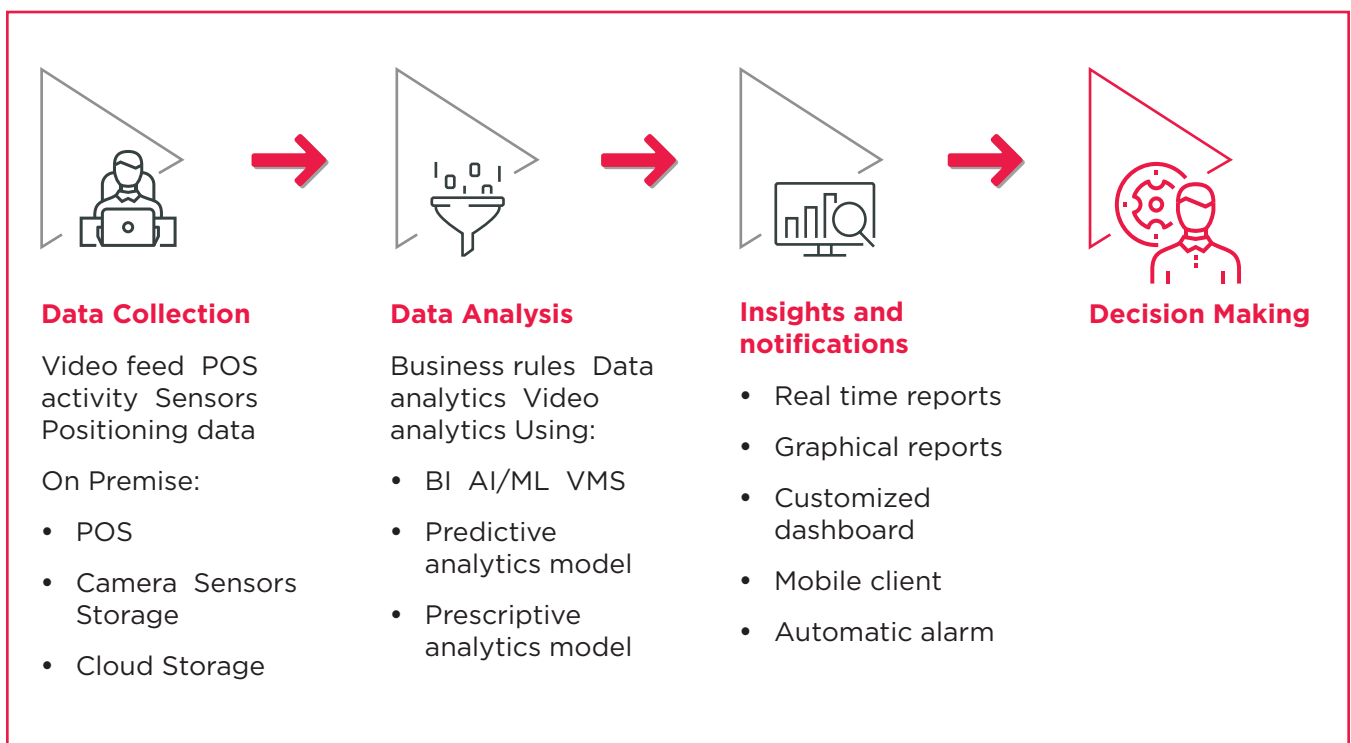 Data Collection
Video feed  POS
activity  Sensors
Positioning data
On Premise:
• POS
• Camera  Sensors
Storage
• Cloud Storage
Data Analysis
Business rules  Data
analytics  Video
analytics Using:
• BI  AI/ML  VMS
• Predictive
analytics model
• Prescriptive
analytics model
Insights and
notifications
• Real time reports
• Graphical reports
• Customized
dashboard
• Mobile client
• Automatic alarm
Decision Making